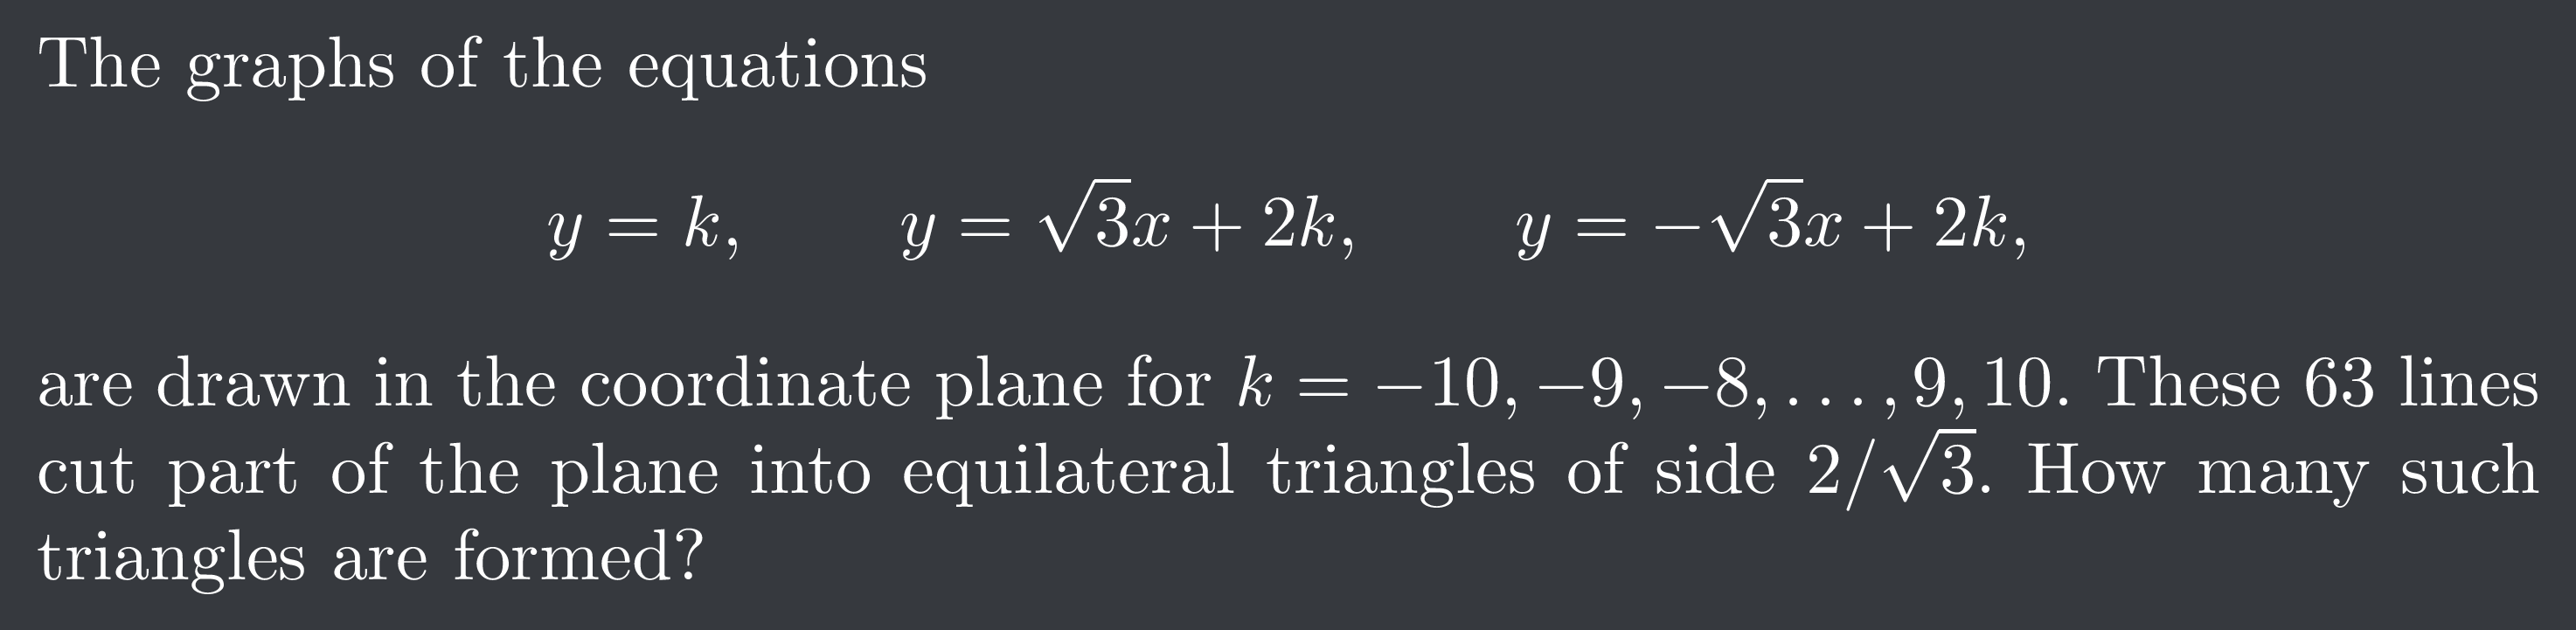 The graphs of the equations
y = k, y = √3x + 2k, y = −√3x + 2k,
are drawn in the coordinate plane for k = −10, −9, −8, . . . , 9, 10. These 63 lines
cut part of the plane into equilateral triangles of side 2/√3. How many such
triangles are formed?